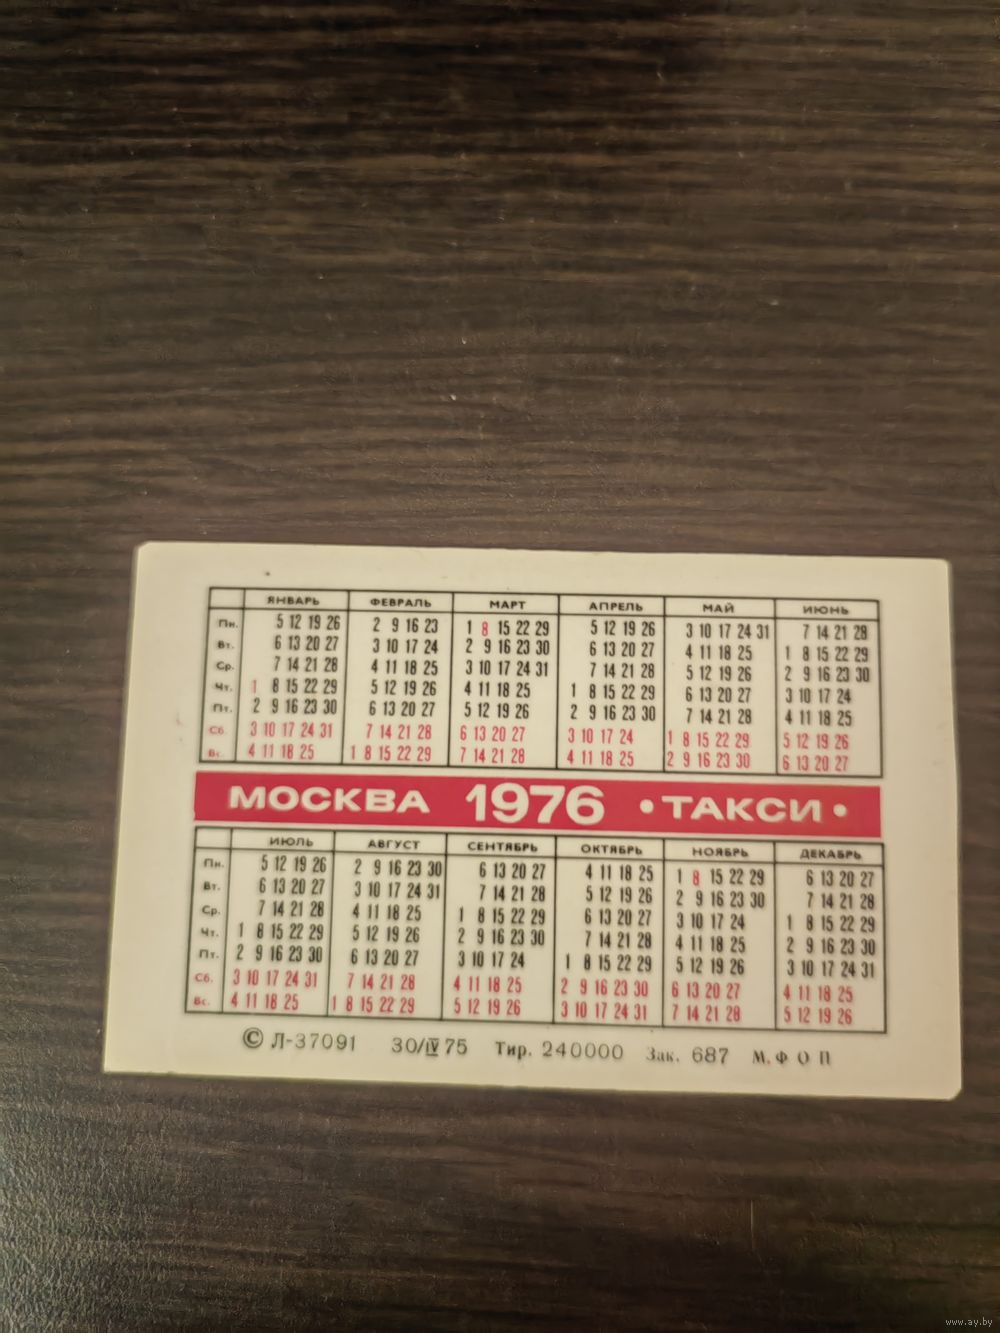 ЯНВАРЬ ФЕВРАЛЬ МАРТ АПРЕЛЬ МАЙ ИЮНЬ
Пн. 5 12 19 26 2 9 16 23 1 8 15 22 29 5 12 19 26 3 10 17 24 31 7 14 21 28
Вт. 6 13 20 27 3 10 17 24 2 9 16 23 30 6 13 20 27 4 11 18 25 1 8 15 22 29
Ср. 7 14 21 28 4 11 18 25 3 10 17 24 31 7 14 21 28 5 12 19 26 2 9 16 23 30
Чт. 1 8 15 22 29 5 12 19 26 4 11 18 25 1 8 15 22 29 6 13 20 27 3 10 17 24
Пт. 2 9 16 23 30 6 13 20 27 5 12 19 26 2 9 16 23 30 7 14 21 28 4 11 18 25
Сб. 3 10 17 24 31 7 14 21 28 6 13 20 27 3 10 17 24 1 8 15 22 29 5 12 19 26
Вс. 4 11 18 25 1 8 15 22 29 7 14 21 28 4 11 18 25 2 9 16 23 30 6 13 20 27
МОСКВА 1976 • ТАКСИ •
ИЮЛЬ АВГУСТ СЕНТЯБРЬ ОКТЯБРЬ НОЯБРЬ ДЕКАБРЬ
Пн. 5 12 19 26 2 9 16 23 30 6 13 20 27 4 11 18 25 1 8 15 22 29 6 13 20 27
Вт. 6 13 20 27 3 10 17 24 31 7 14 21 28 5 12 19 26 2 9 16 23 30 7 14 21 28
Ср. 7 14 21 28 4 11 18 25 1 8 15 22 29 6 13 20 27 3 10 17 24 1 8 15 22 29
Чт. 1 8 15 22 29 5 12 19 26 2 9 16 23 30 7 14 21 28 4 11 18 25 2 9 16 23 30
Пт. 2 9 16 23 30 6 13 20 27 3 10 17 24 1 8 15 22 29 5 12 19 26 3 10 17 24 31
Сб. 3 10 17 24 31 7 14 21 28 4 11 18 25 2 9 16 23 30 6 13 20 27 4 11 18 25
Вс. 4 11 18 25 1 8 15 22 29 5 12 19 26 3 10 17 24 31 7 14 21 28 5 12 19 26
© Л-37091 30/IV 75 Тир. 240000 Зак. 687 М.ФОП
www.ay.by